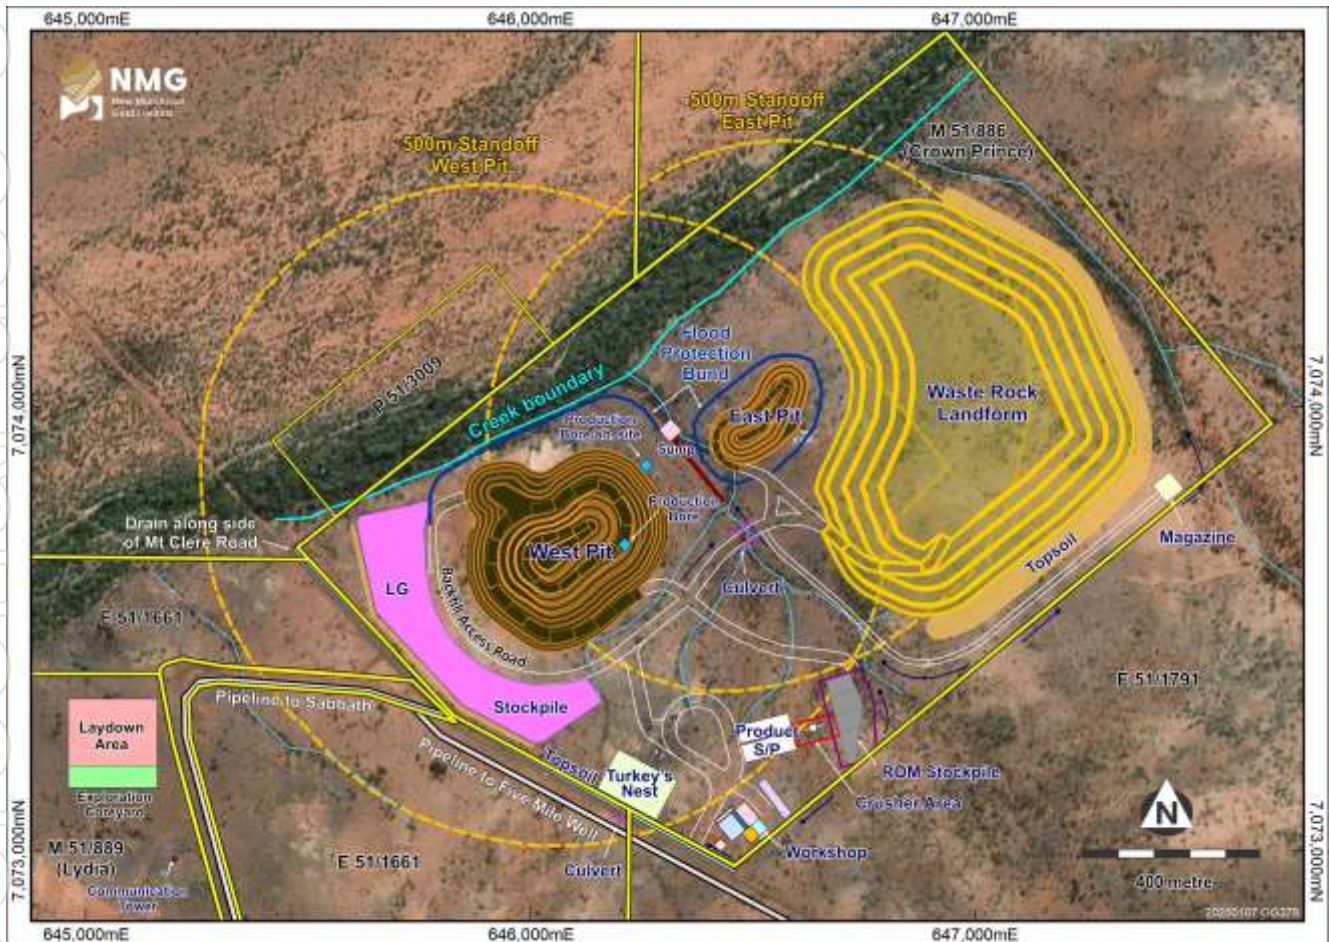 645,000mE
646,000mE
647,000mE
NMG
500m Standoff
West Pit
500m Standoff
East Pit
M 51/886
(Crown Prince)
P 51/3009
Creek boundary
Flood
Protection
Bund
Production
Sump
East Pit
Waste Rock
Landform
7,074,000mN
7,074,000mN
Production
Bore
West Pit
Drain along side
of Mt Clere Road
LG
Backfill Access Road
Culvert
Topsoil
Magazine
E 51/1661
E 51/1791
Pipeline to Sabbath
Stockpile
Laydown
Area
Exploration
Coreyard
Pipeline to Five Mile Well
Topsoil
Turkey's
Nest
Product
S/P
ROM Stockpile
Crusher Area
Workshop
Culvert
N
400 metre
M 51/889
(Lydia)
Communication
Tower
E 51/1661
7,073,000mN
7,073,000mN
645,000mE
646,000mE
647,000mE